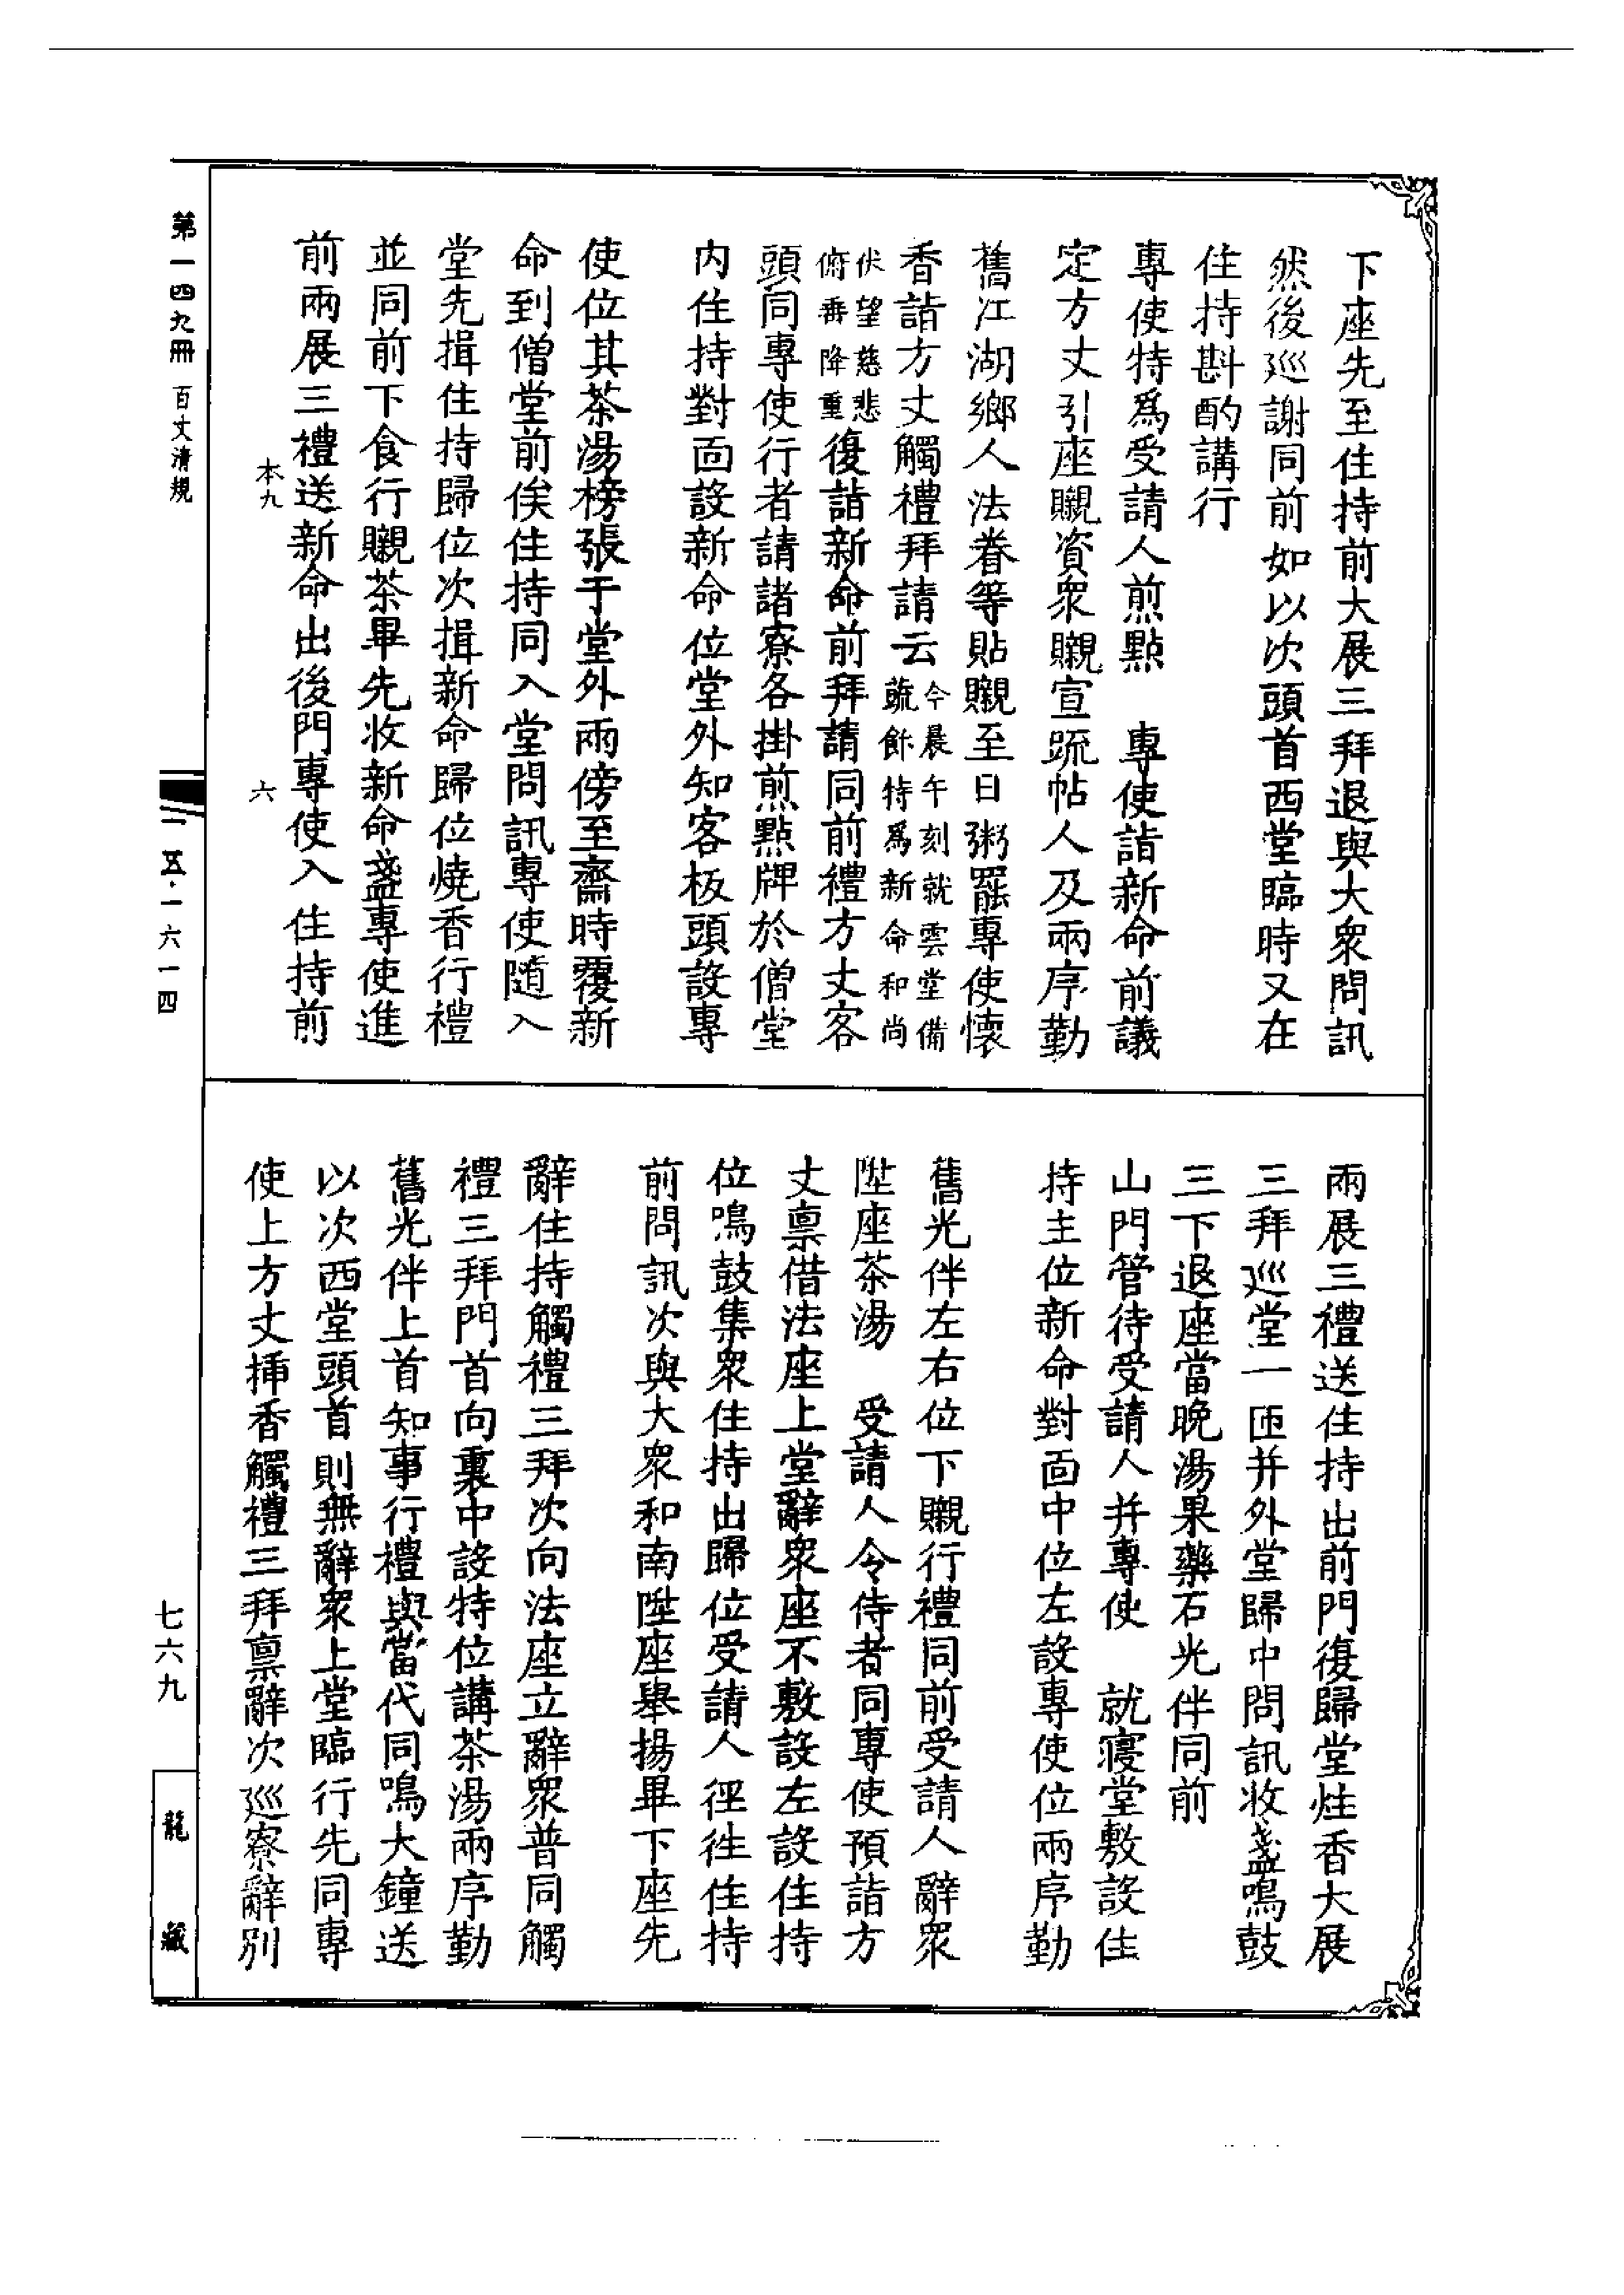 下座先至住持前大展三拜退與大衆問訊
然後巡謝同前如以次頭首西堂臨時又在
住持斟酌講行
專使特爲受請人煎點　專使詣新命前議
定方丈引座䞋資衆䞋宣疏帖人及兩序勤
舊江湖鄉人法眷等貼䞋至日粥罷專使懷
香詣方丈觸禮拜請云今晨午刻就雲堂備蔬飰特爲新命和尚
伏望慈悲俯垂降重復詣新命前拜請同前禮方丈客
頭同專使行者請諸寮各掛煎點牌於僧堂
内住持對面設新命位堂外知客板頭設專
使位其茶湯榜張于堂外兩傍至齋時覆新
命到僧堂前俟住持同入堂問訊專使隨入
堂先揖住持歸位次揖新命歸位燒香行禮
並同前下食行䞋茶畢先收新命盞專使進
前兩展三禮送新命出後門專使入住持前
兩展三禮送住持出前門復歸堂炷香大展
三拜巡堂一匝并外堂歸中問訊收盞鳴鼓
三下退座當晚湯果藥石光伴同前
山門管待受請人并專使　就寢堂敷設住
持主位新命對面中位左設專使位兩序勤
舊光伴左右位下䞋行禮同前受請人辭衆
陞座茶湯　受請人令侍者同專使預詣方
丈禀借法座上堂辭衆座不敷設左設住持
位鳴鼓集衆住持出歸位受請人徑往住持
前問訊次與大衆和南陞座舉揚畢下座先
辭住持觸禮三拜次向法座立辭衆普同觸
禮三拜門首向裏中設特位講茶湯兩序勤
舊光伴上首知事行禮與當代同鳴大鐘送
以次西堂頭首則無辭衆上堂臨行先同專
使上方丈揷香觸禮三拜禀辭次巡寮辭別
本九
六
第一四九冊 百丈清規
一五·一六一四
七六九
龍藏